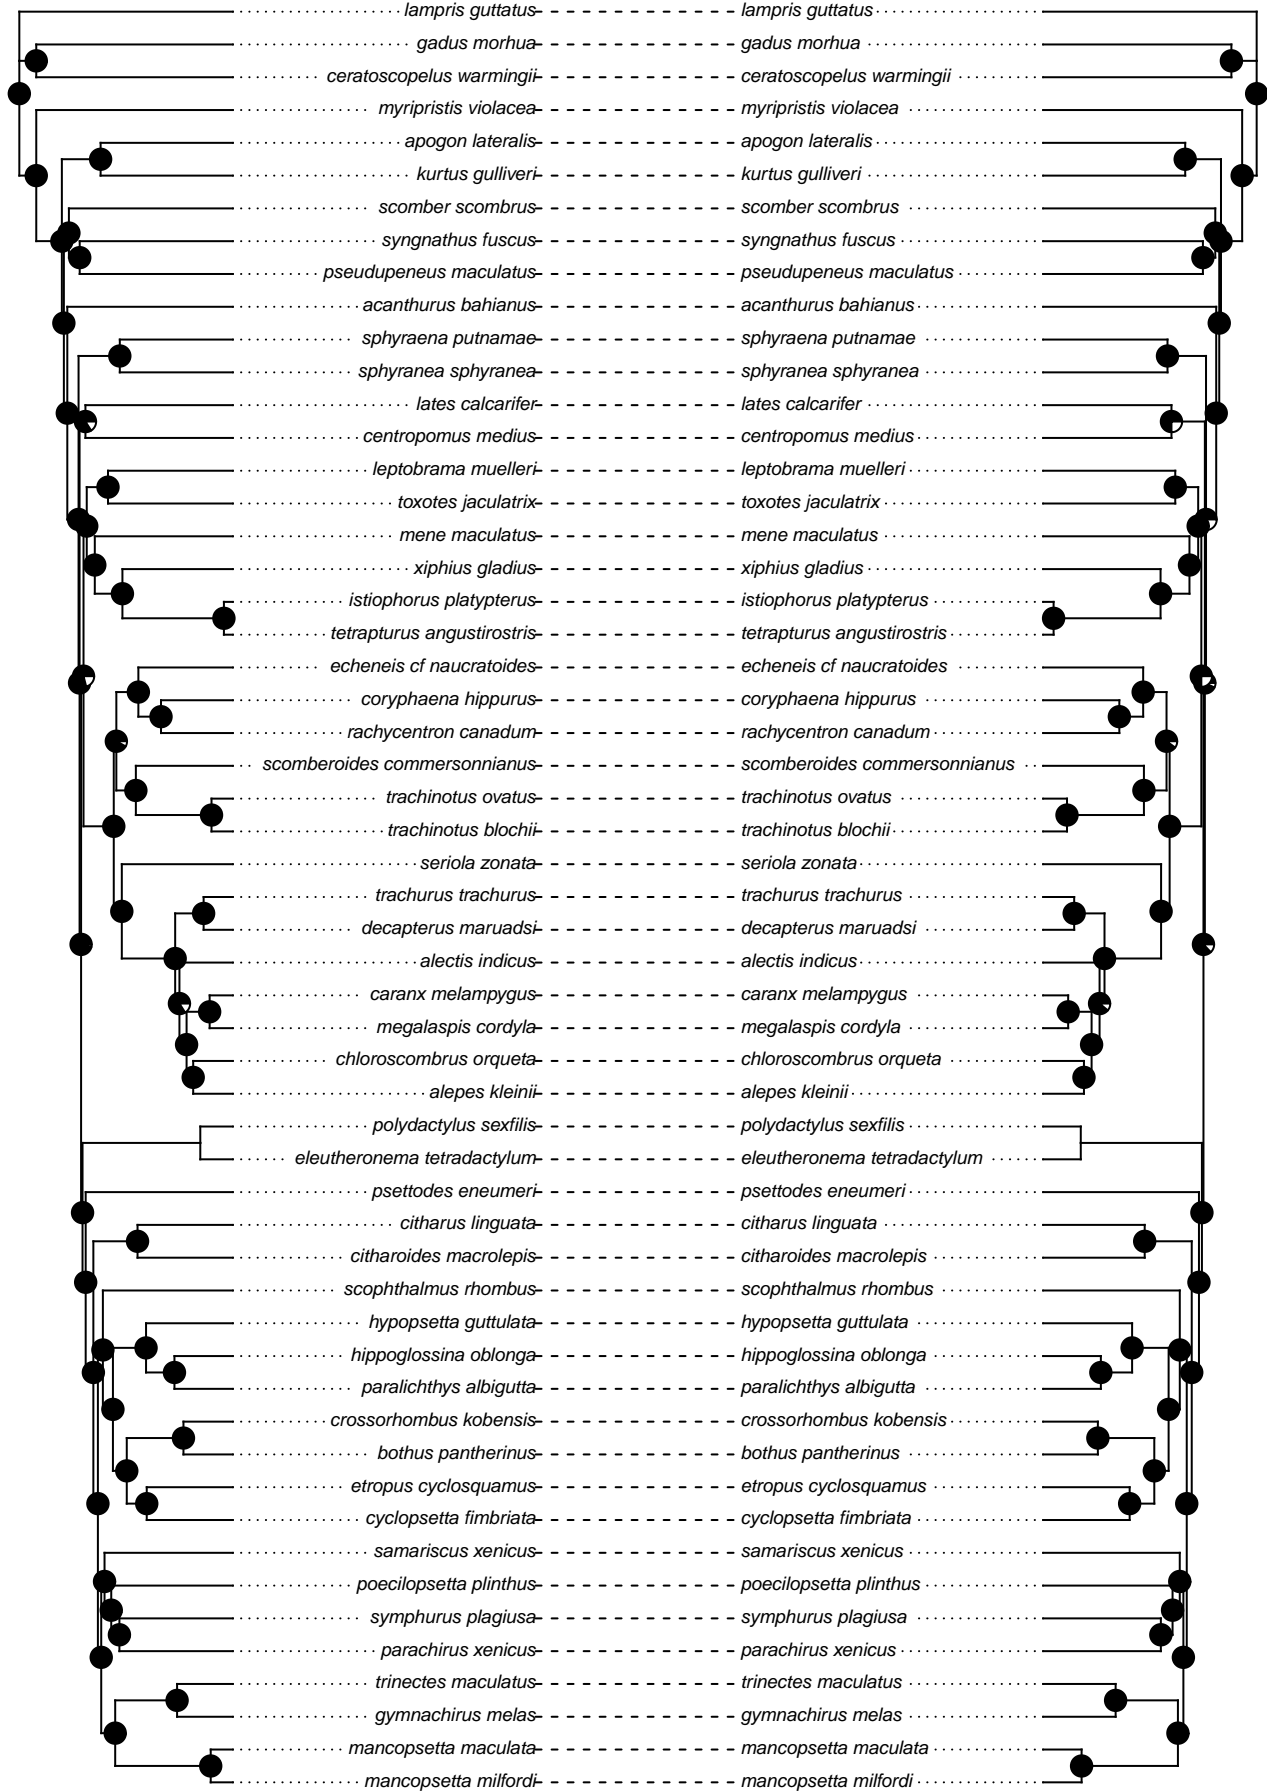 lampris guttatus lampris guttatus
gadus morhua gadus morhua
ceratoscopelus warmingii ceratoscopelus warmingii
myripristis violacea myripristis violacea
apogon lateralis apogon lateralis
kurtus gulliveri kurtus gulliveri
scomber scombrus scomber scombrus
syngnathus fuscus syngnathus fuscus
pseudupeneus maculatus pseudupeneus maculatus
acanthurus bahianus acanthurus bahianus
sphyraena putnamae sphyraena putnamae
sphyranea sphyranea sphyranea sphyranea
lates calcarifer lates calcarifer
centropomus medius centropomus medius
leptobrama muelleri leptobrama muelleri
toxotes jaculatrix toxotes jaculatrix
mene maculatus mene maculatus
xiphius gladius xiphius gladius
istiophorus platypterus istiophorus platypterus
tetrapturus angustirostris tetrapturus angustirostris
echeneis cf naucratoides echeneis cf naucratoides
coryphaena hippurus coryphaena hippurus
rachycentron canadum rachycentron canadum
scomberoides commersonnianus scomberoides commersonnianus
trachinotus ovatus trachinotus ovatus
trachinotus blochii trachinotus blochii
seriola zonata seriola zonata
trachurus trachurus trachurus trachurus
decapterus maruadsi decapterus maruadsi
alectis indicus alectis indicus
caranx melampygus caranx melampygus
megalaspis cordyla megalaspis cordyla
chloroscombrus orqueta chloroscombrus orqueta
alepes kleinii alepes kleinii
polydactylus sexfilis polydactylus sexfilis
eleutheronema tetradactylum eleutheronema tetradactylum
psettodes eneumeri psettodes eneumeri
citharus linguata citharus linguata
citharoides macrolepis citharoides macrolepis
scophthalmus rhombus scophthalmus rhombus
hypopsetta guttulata hypopsetta guttulata
hippoglossina oblonga hippoglossina oblonga
paralichthys albigutta paralichthys albigutta
crossorhombus kobensis crossorhombus kobensis
bothus pantherinus bothus pantherinus
etropus cyclosquamus etropus cyclosquamus
cyclopsetta fimbriata cyclopsetta fimbriata
samariscus xenicus samariscus xenicus
poecilopsetta plinthus poecilopsetta plinthus
symphurus plagiusa symphurus plagiusa
parachirus xenicus parachirus xenicus
trinectes maculatus trinectes maculatus
gymnachirus melas gymnachirus melas
mancopsetta maculata mancopsetta maculata
mancopsetta milfordi mancopsetta milfordi